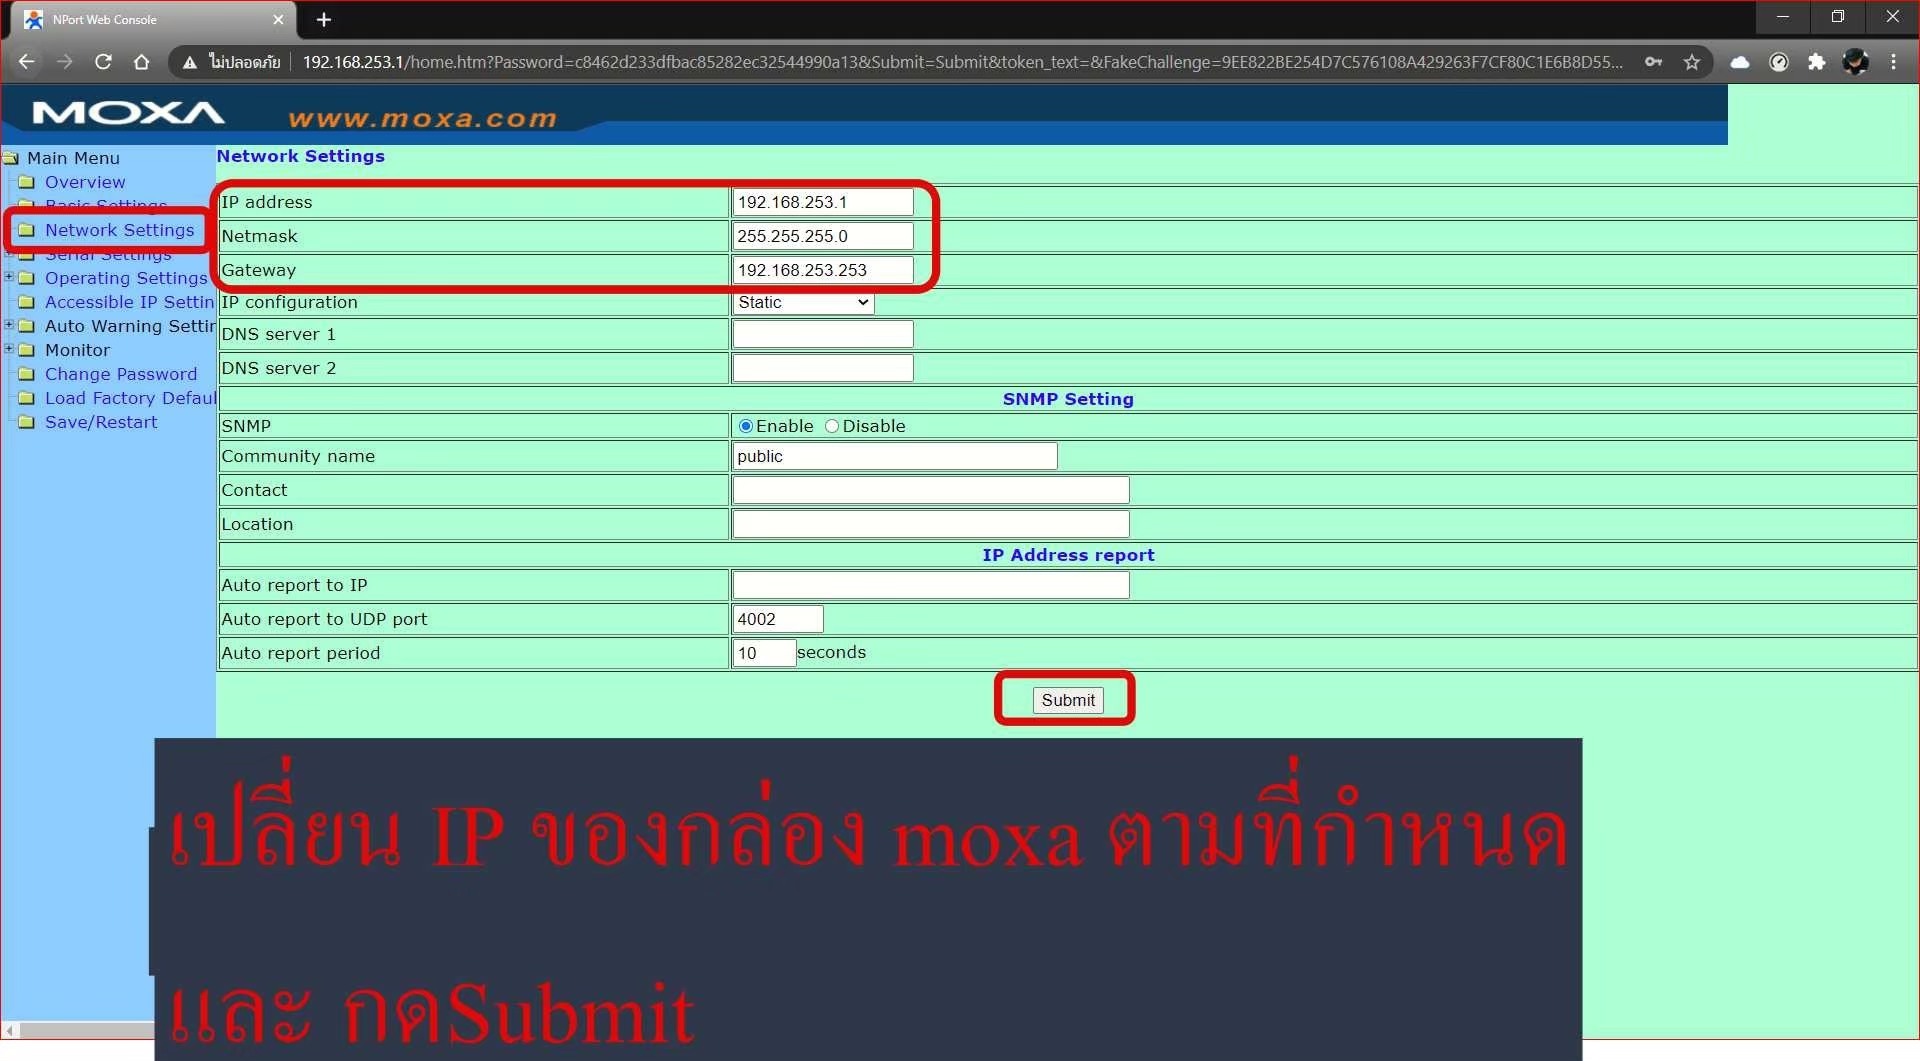 NPort Web Console
ไม่ปลอดภัย
192.168.253.1/home.htm?Password=c8462d233dfbac85282ec32544990a13&Submit=Submit&token_text=&FakeChallenge=9EE822BE254D7C576108A429263F7CF80C1E6B8D55...
MOXA
www.moxa.com
Main Menu
Overview
Basic Settings
Network Settings
Serial Settings
Operating Settings
Accessible IP Settin
Auto Warning Settin
Monitor
Change Password
Load Factory Defaul
Save/Restart
Network Settings
IP address 192.168.253.1
Netmask 255.255.255.0
Gateway 192.168.253.253
IP configuration Static
DNS server 1
DNS server 2
SNMP Setting
SNMP Enable Disable
Community name public
Contact
Location
IP Address report
Auto report to IP
Auto report to UDP port 4002
Auto report period 10 seconds
Submit
เปลี่ยน IP ของกล่อง moxa ตามที่กำหนด
และ กดSubmit